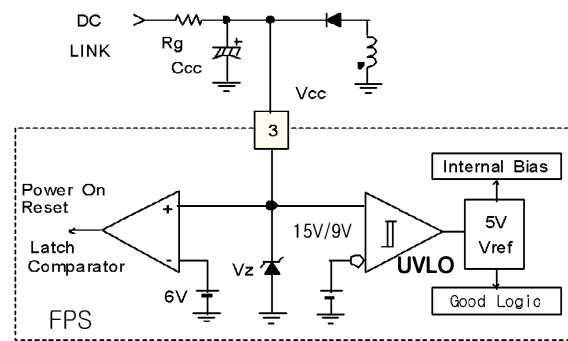 DC
LINK
Rg
Ccc
+
Vcc
3
Internal Bias
Power On
Reset
+
15V/9V
5V
Vref
Latch
Comparator
-
Vz
UVLO
6V
Good Logic
FPS